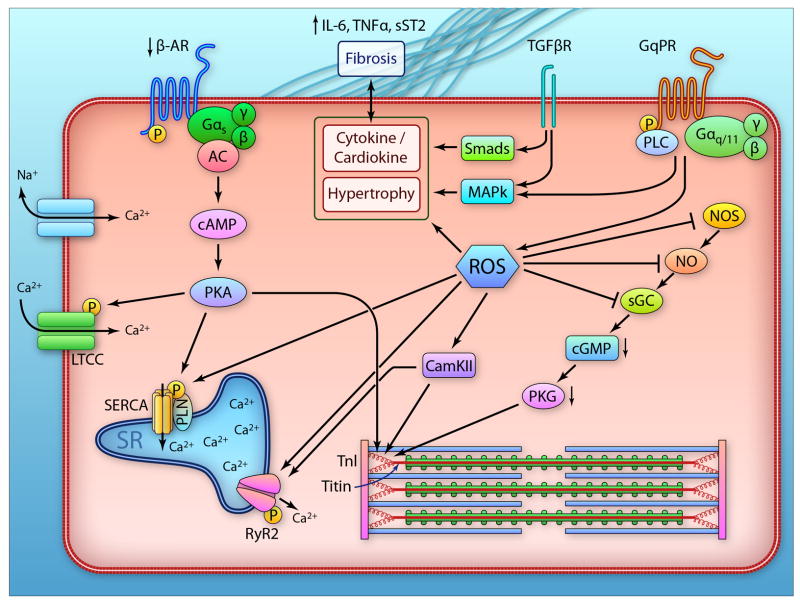 ↑ IL-6, TNFα, sST2
↓ β-AR
Fibrosis
TGFβR
GqPR
Gαs
γ
β
P
AC
Cytokine /
Cardiokine
Hypertrophy
Smads
MAPk
P
PLC
Gαq/11
γ
β
Na+
Ca2+
cAMP
NOS
NO
ROS
PKA
sGC
Ca2+
P
Ca2+
LTCC
cGMP ↓
CamKII
PKG ↓
SERCA
P
PLN
SR
Ca2+
Ca2+
Ca2+
Ca2+
Ca2+
TnI
Titin
P
Ca2+
RyR2